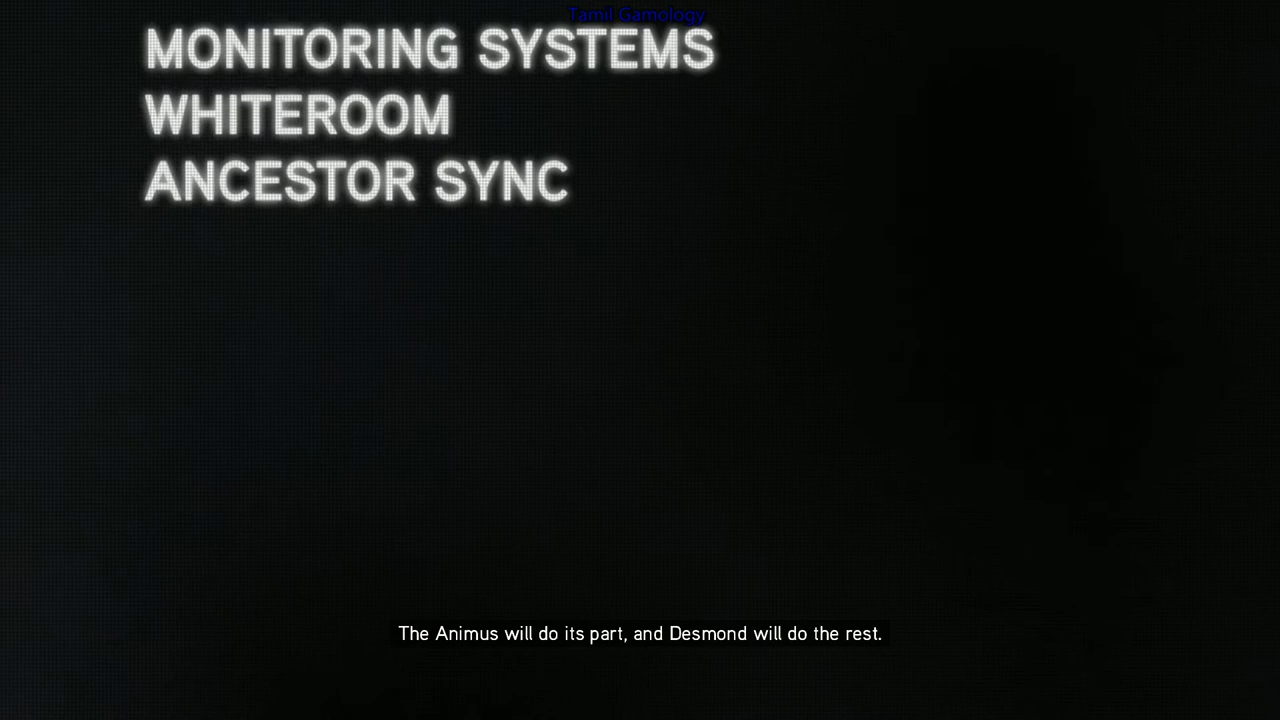 Tamil Gamology
MONITORING SYSTEMS
WHITEROOM
ANCESTOR SYNC
The Animus will do its part, and Desmond will do the rest.